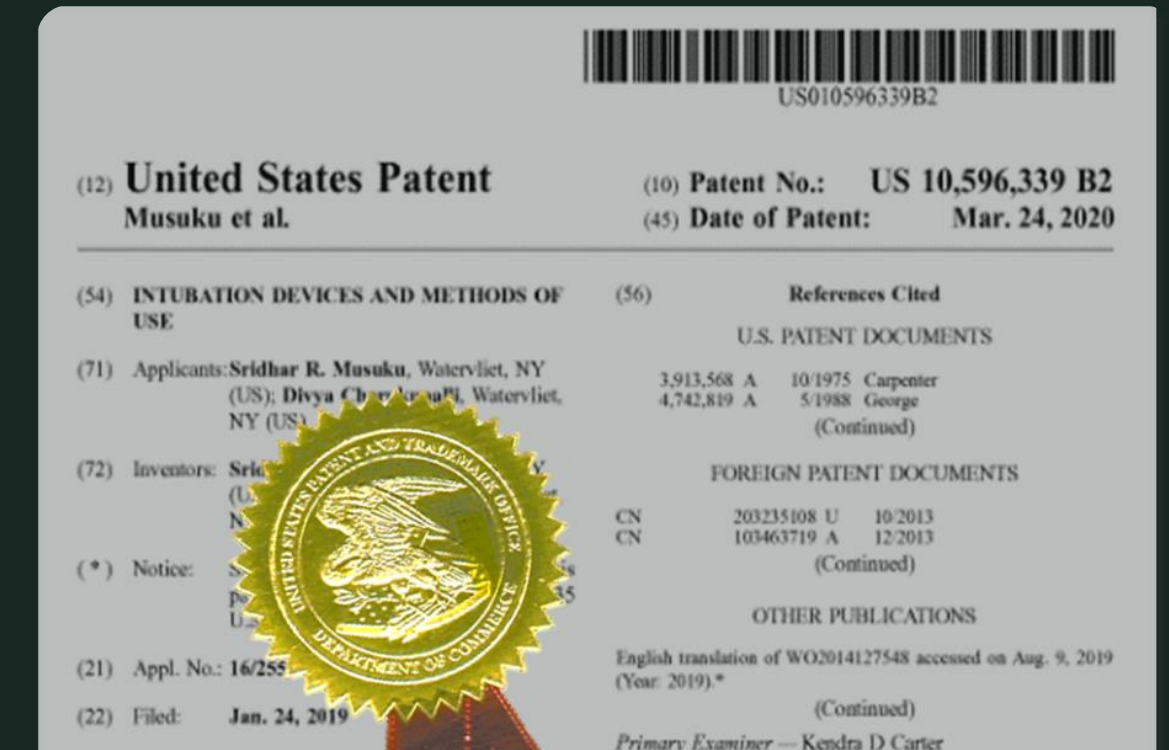 US010596339B2
(12) United States Patent
Musuku et al.
(10) Patent No.: US 10,596,339 B2
(45) Date of Patent: Mar. 24, 2020
(54) INTUBATION DEVICES AND METHODS OF
USE
(71) Applicants: Sridhar R. Musuku, Watervliet, NY
(US); Divya Watervliet,
NY (US)
(72) Inventors:
(*) Notice:
(21) Appl. No.: 16/255
(22) Filed: Jan. 24, 2019
UNITED STATES PATENT AND TRADEMARK OFFICE
DEPARTMENT OF COMMERCE
(56) References Cited
U.S. PATENT DOCUMENTS
3,913,568 A 10/1975 Carpenter
4,742,819 A 5/1988 George
(Continued)
FOREIGN PATENT DOCUMENTS
CN 203235108 U 10/2013
CN 103463719 A 12/2013
(Continued)
OTHER PUBLICATIONS
English translation of WO2014127548 accessed on Aug. 9, 2019
(Year: 2019).*
(Continued)
Primary Examiner — Kendra D Carter